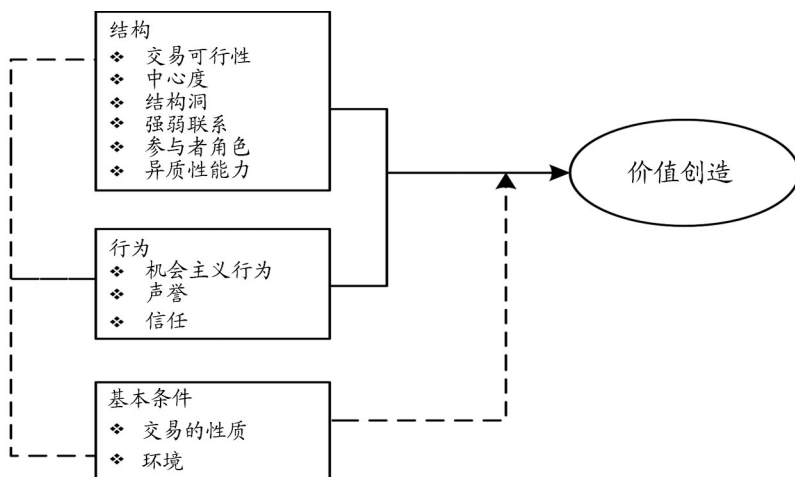 结构
❖ 交易可行性
❖ 中心度
❖ 结构洞
❖ 强弱联系
❖ 参与者角色
❖ 异质性能力
价值创造
行为
❖ 机会主义行为
❖ 声誉
❖ 信任
基本条件
❖ 交易的性质
❖ 环境